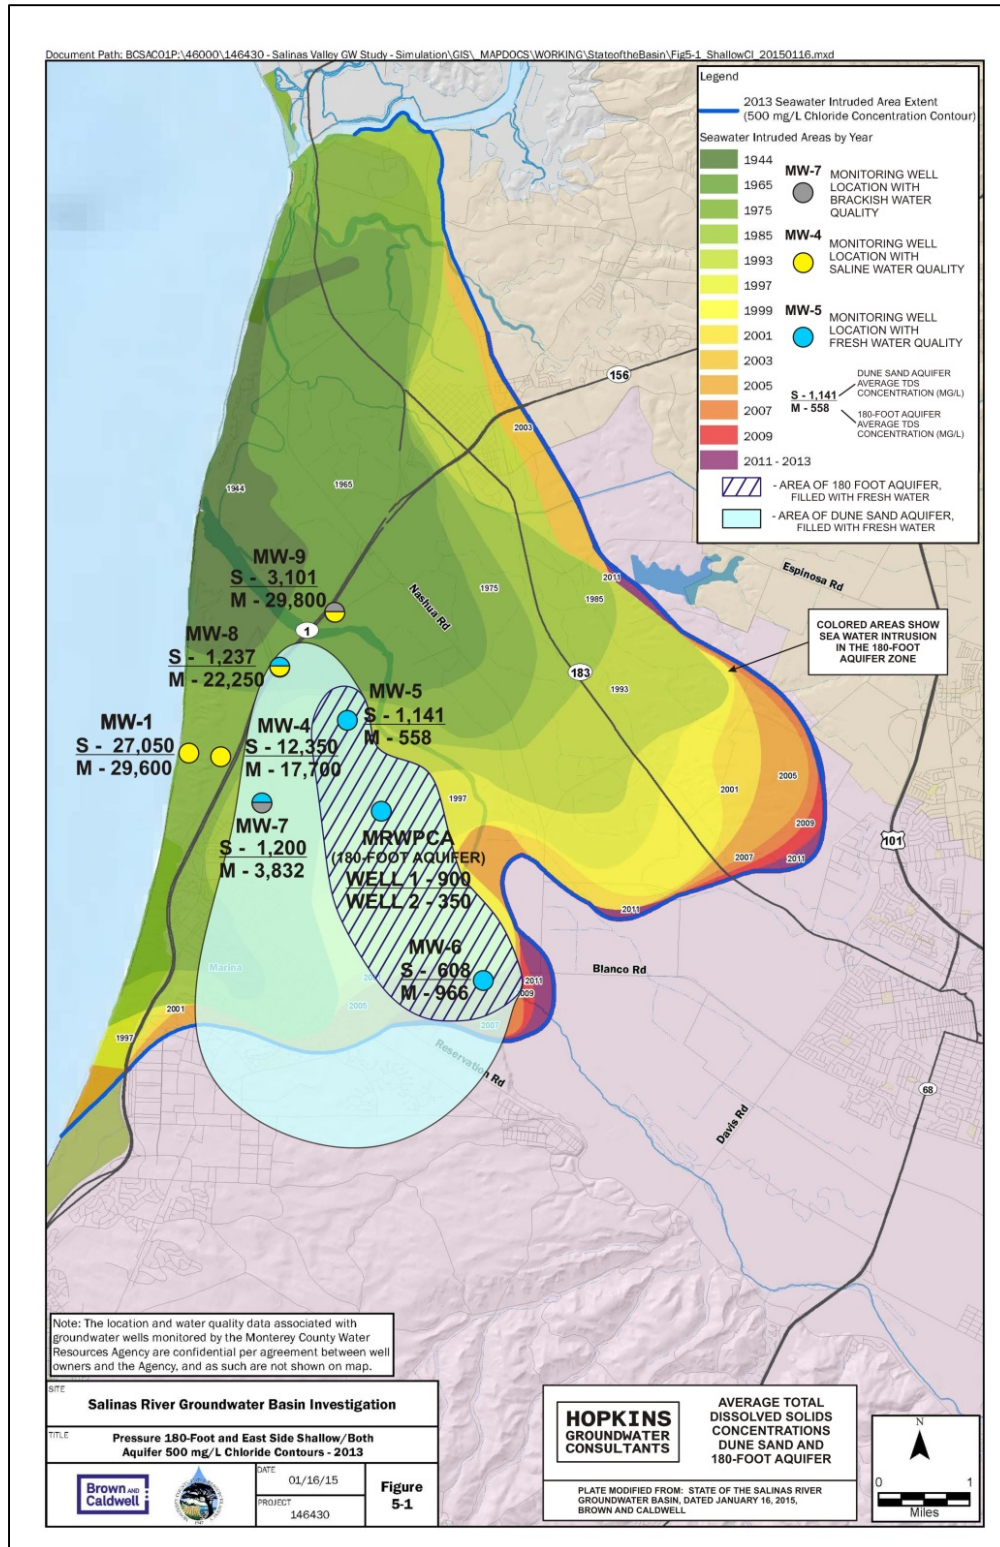 Document Path: BCSAC01P:\46000\146430 - Salinas Valley GW Study - Simulation\GIS\_MAPDOCS\WORKING\StateoftheBasin\Fig5-1_ShallowCl_20150116.mxd
Legend
2013 Seawater Intruded Area Extent
(500 mg/L Chloride Concentration Contour)
Seawater Intruded Areas by Year
1944
1965
1975
1985
1993
1997
1999
2001
2003
2005
2007
2009
2011 - 2013
MW-7
MONITORING WELL
LOCATION WITH
BRACKISH WATER
QUALITY
MW-4
MONITORING WELL
LOCATION WITH
SALINE WATER QUALITY
MW-5
MONITORING WELL
LOCATION WITH
FRESH WATER QUALITY
S - 1,141
M - 558
DUNE SAND AQUIFER
AVERAGE TDS
CONCENTRATION (MG/L)
180-FOOT AQUIFER
AVERAGE TDS
CONCENTRATION (MG/L)
- AREA OF 180 FOOT AQUIFER,
FILLED WITH FRESH WATER
- AREA OF DUNE SAND AQUIFER,
FILLED WITH FRESH WATER
156
2003
1944
1965
MW-9
S - 3,101
M - 29,800
1975
Nashua Rd
1985
2011
Espinosa Rd
COLORED AREAS SHOW
SEA WATER INTRUSION
IN THE 180-FOOT
AQUIFER ZONE
1
MW-8
S - 1,237
M - 22,250
183
1993
MW-5
S - 1,141
M - 558
MW-1
S - 27,050
M - 29,600
MW-4
S - 12,350
M - 17,700
1997
2001
2005
2009
2007
2011
2011
101
MW-7
S - 1,200
M - 3,832
MRWPCA
(180-FOOT AQUIFER)
WELL 1 - 900
WELL 2 - 350
MW-6
S - 608
M - 966
Marina
2005
2007
2011
2009
Blanco Rd
2001
1997
Reservation Rd
Davis Rd
68
Note: The location and water quality data associated with
groundwater wells monitored by the Monterey County Water
Resources Agency are confidential per agreement between well
owners and the Agency, and as such are not shown on map.
SITE
Salinas River Groundwater Basin Investigation
TITLE
Pressure 180-Foot and East Side Shallow/Both
Aquifer 500 mg/L Chloride Contours - 2013
Brown AND
Caldwell
DATE
01/16/15
PROJECT
146430
Figure
5-1
HOPKINS
GROUNDWATER
CONSULTANTS
AVERAGE TOTAL
DISSOLVED SOLIDS
CONCENTRATIONS
DUNE SAND AND
180-FOOT AQUIFER
PLATE MODIFIED FROM: STATE OF THE SALINAS RIVER
GROUNDWATER BASIN, DATED JANUARY 16, 2015,
BROWN AND CALDWELL
N
0 1
Miles